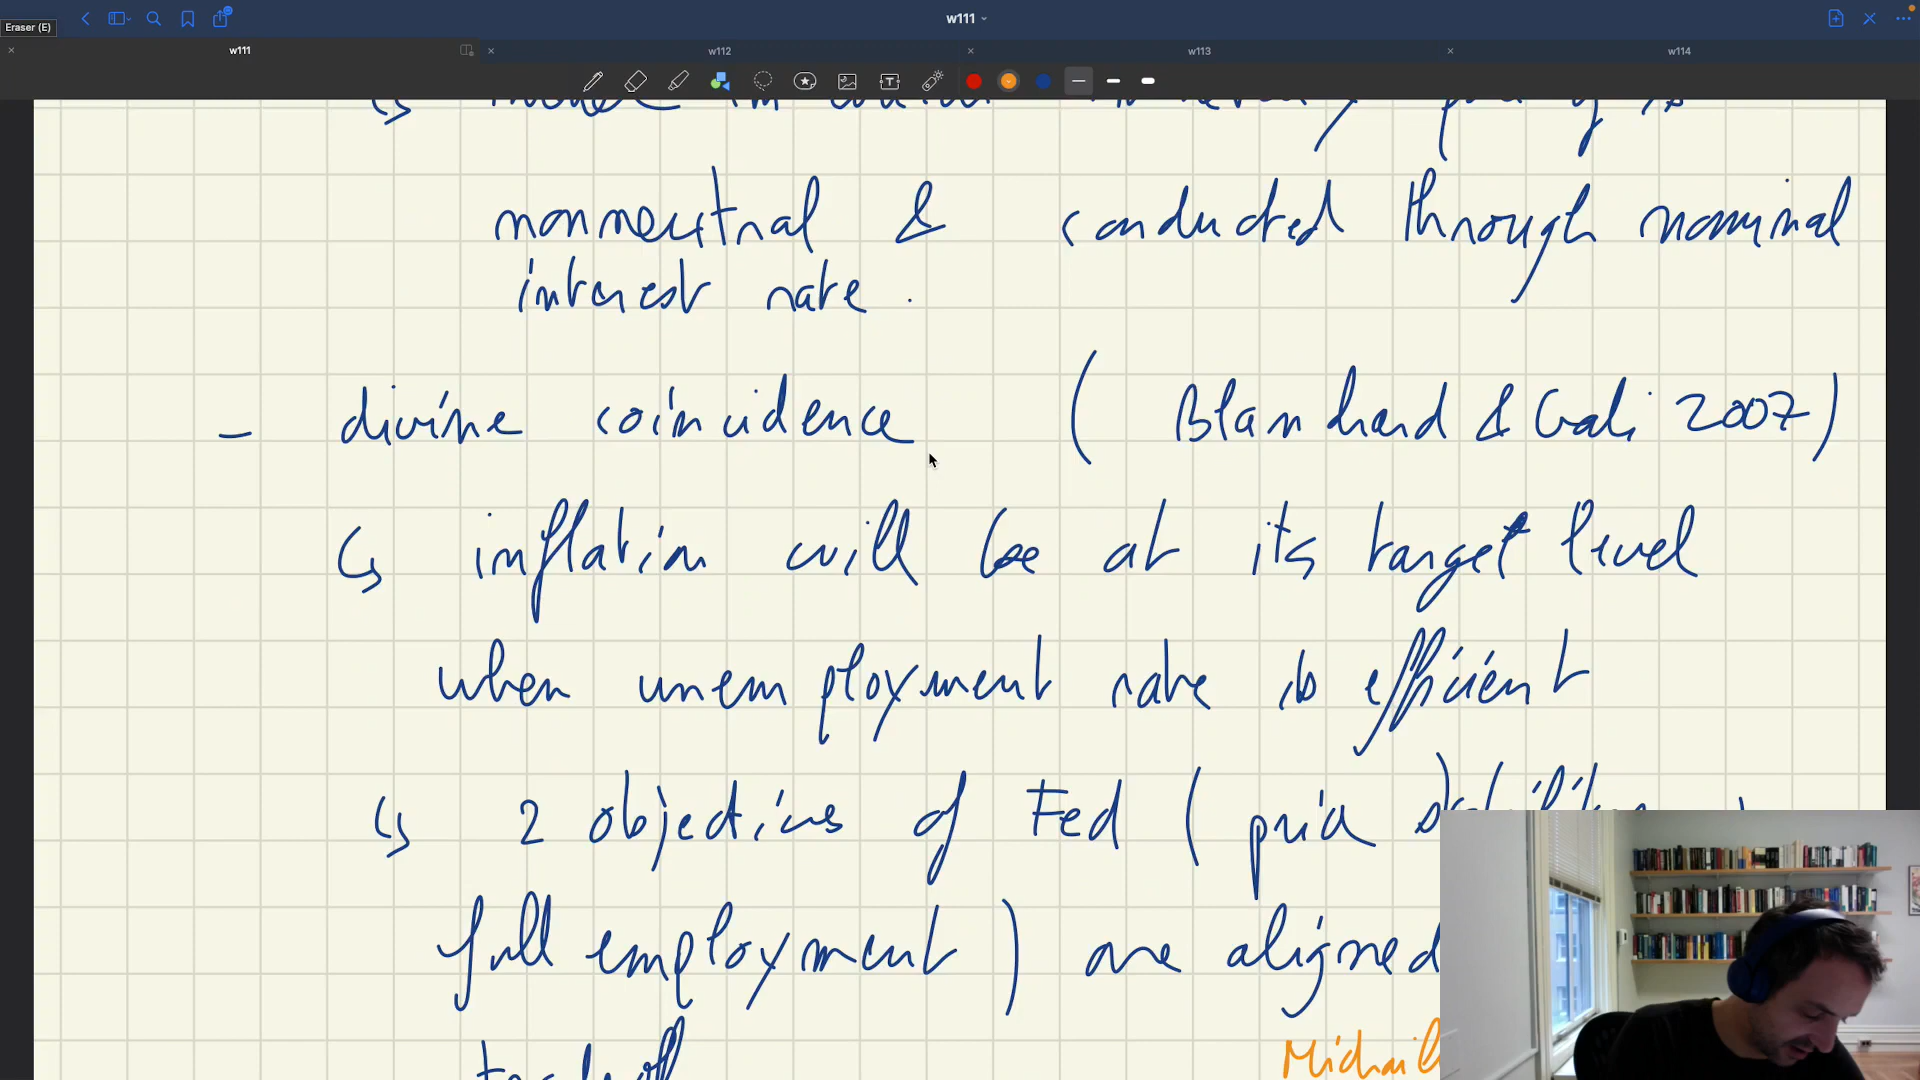 Eraser (E)
w111
w111
w112
w113
w114
nonneutral & conducted through nominal
interest rate.
- divine coincidence (Blanchard & Gali 2007)
↳ inflation will be at its target level
when unemployment rate is efficient
↳ 2 objectives of Fed (price
full employment) are aligned